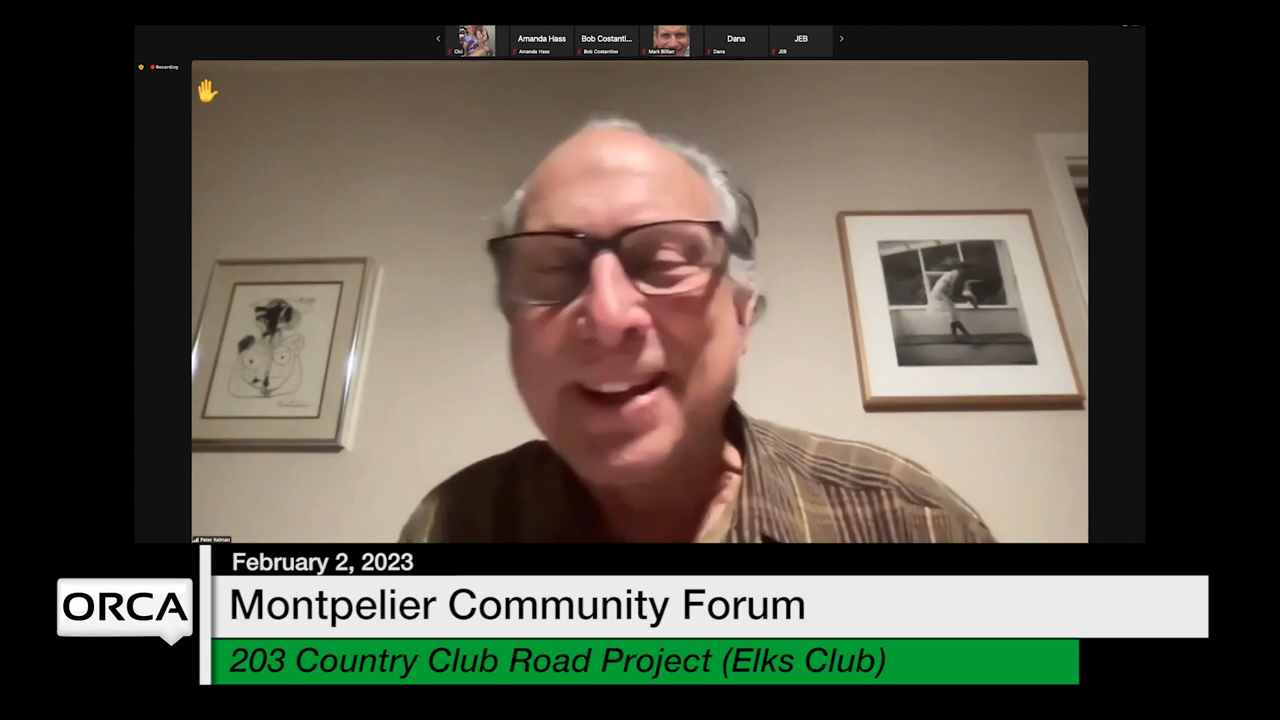 Amanda Hass
Bob Costanti...
Dana
JEB
Cici
Amanda Hass
Bob Costantino
Mark Billian
Dana
JEB
Recording
Peter Kelman
February 2, 2023
ORCA
Montpelier Community Forum
203 Country Club Road Project (Elks Club)